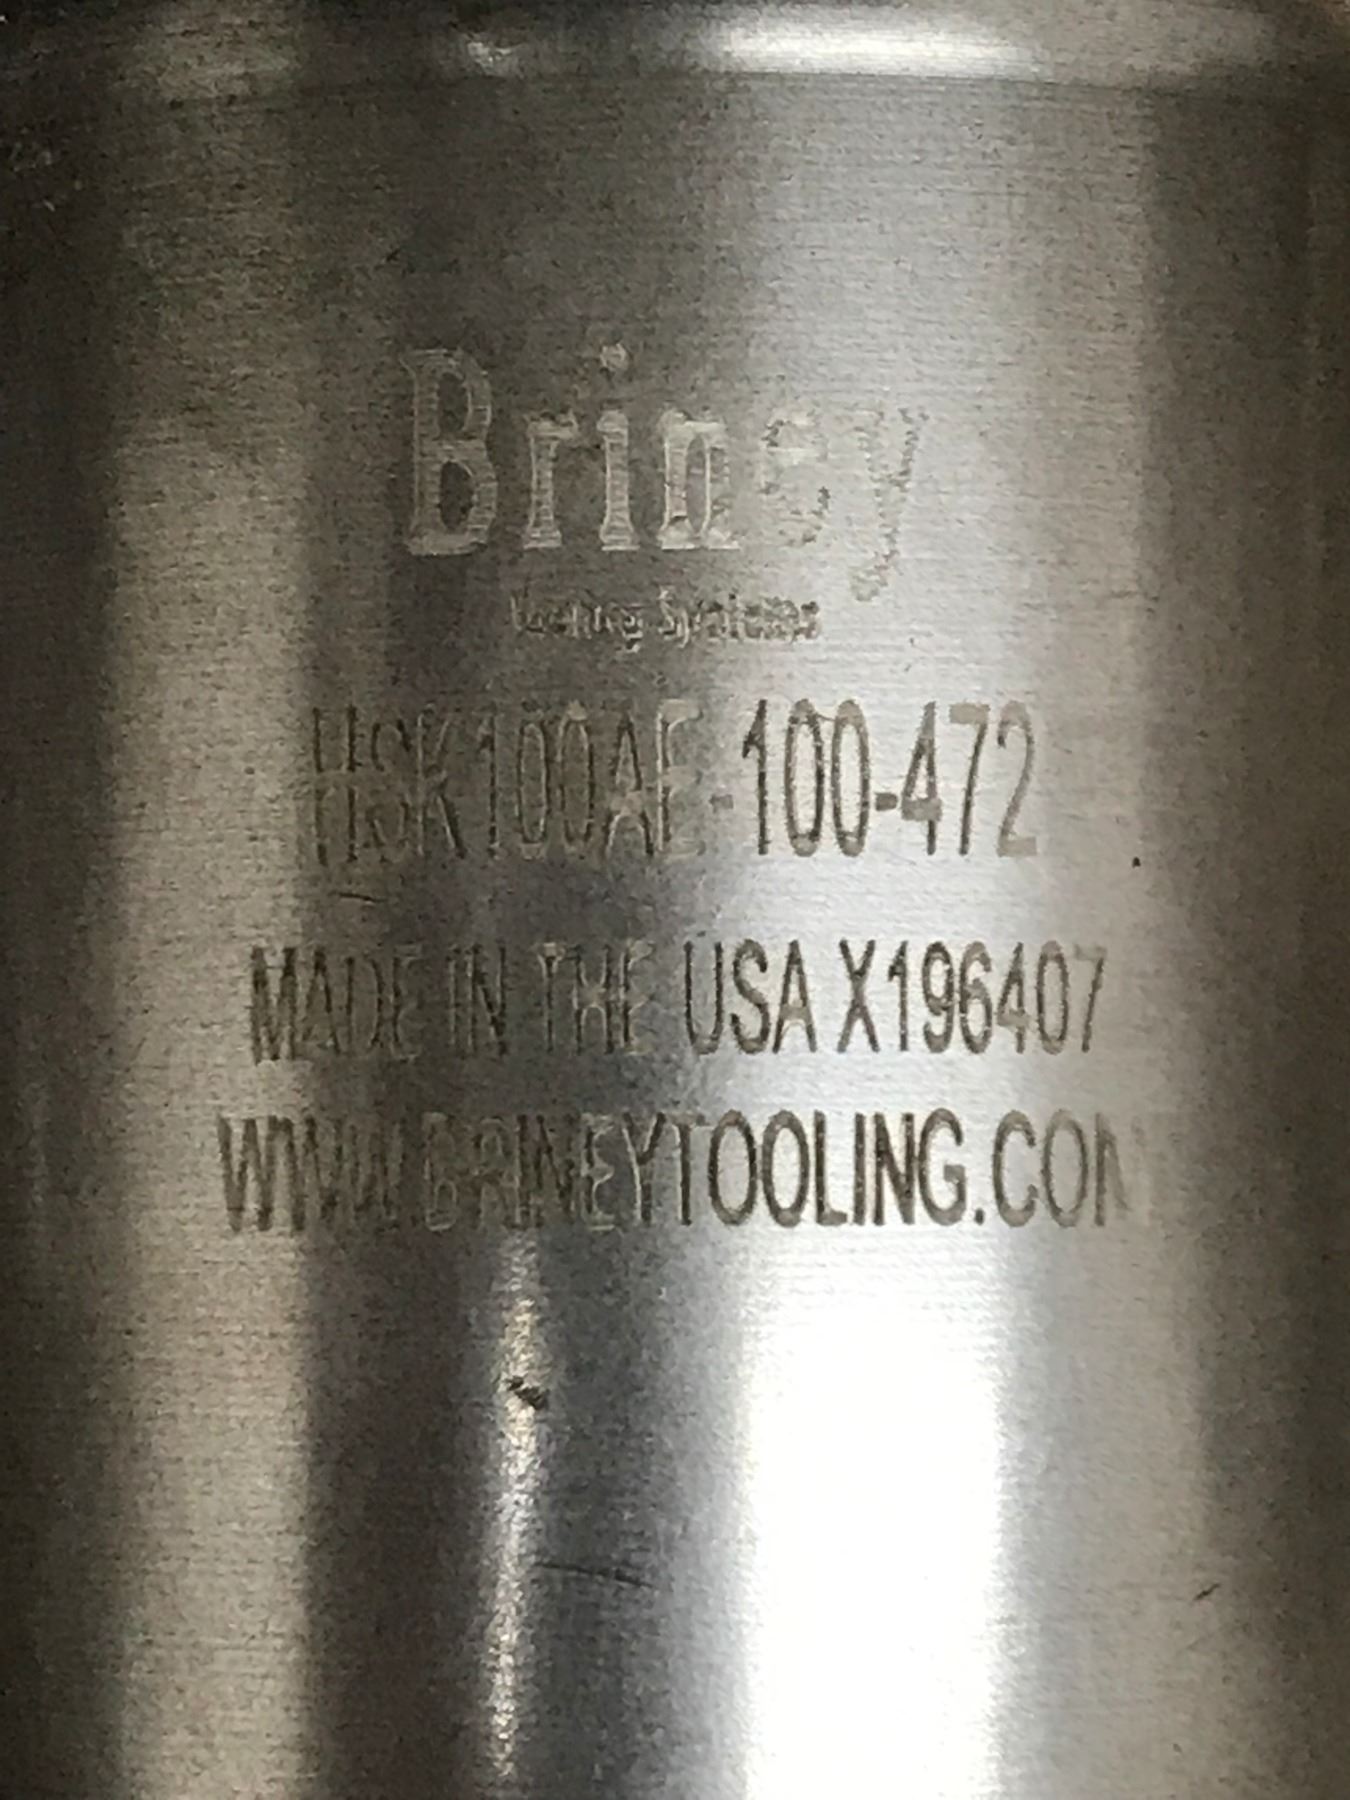 Briney
Tooling Systems
HSK100AE-100-472
MADE IN THE USA X196407
WWW.BRINEYTOOLING.COM